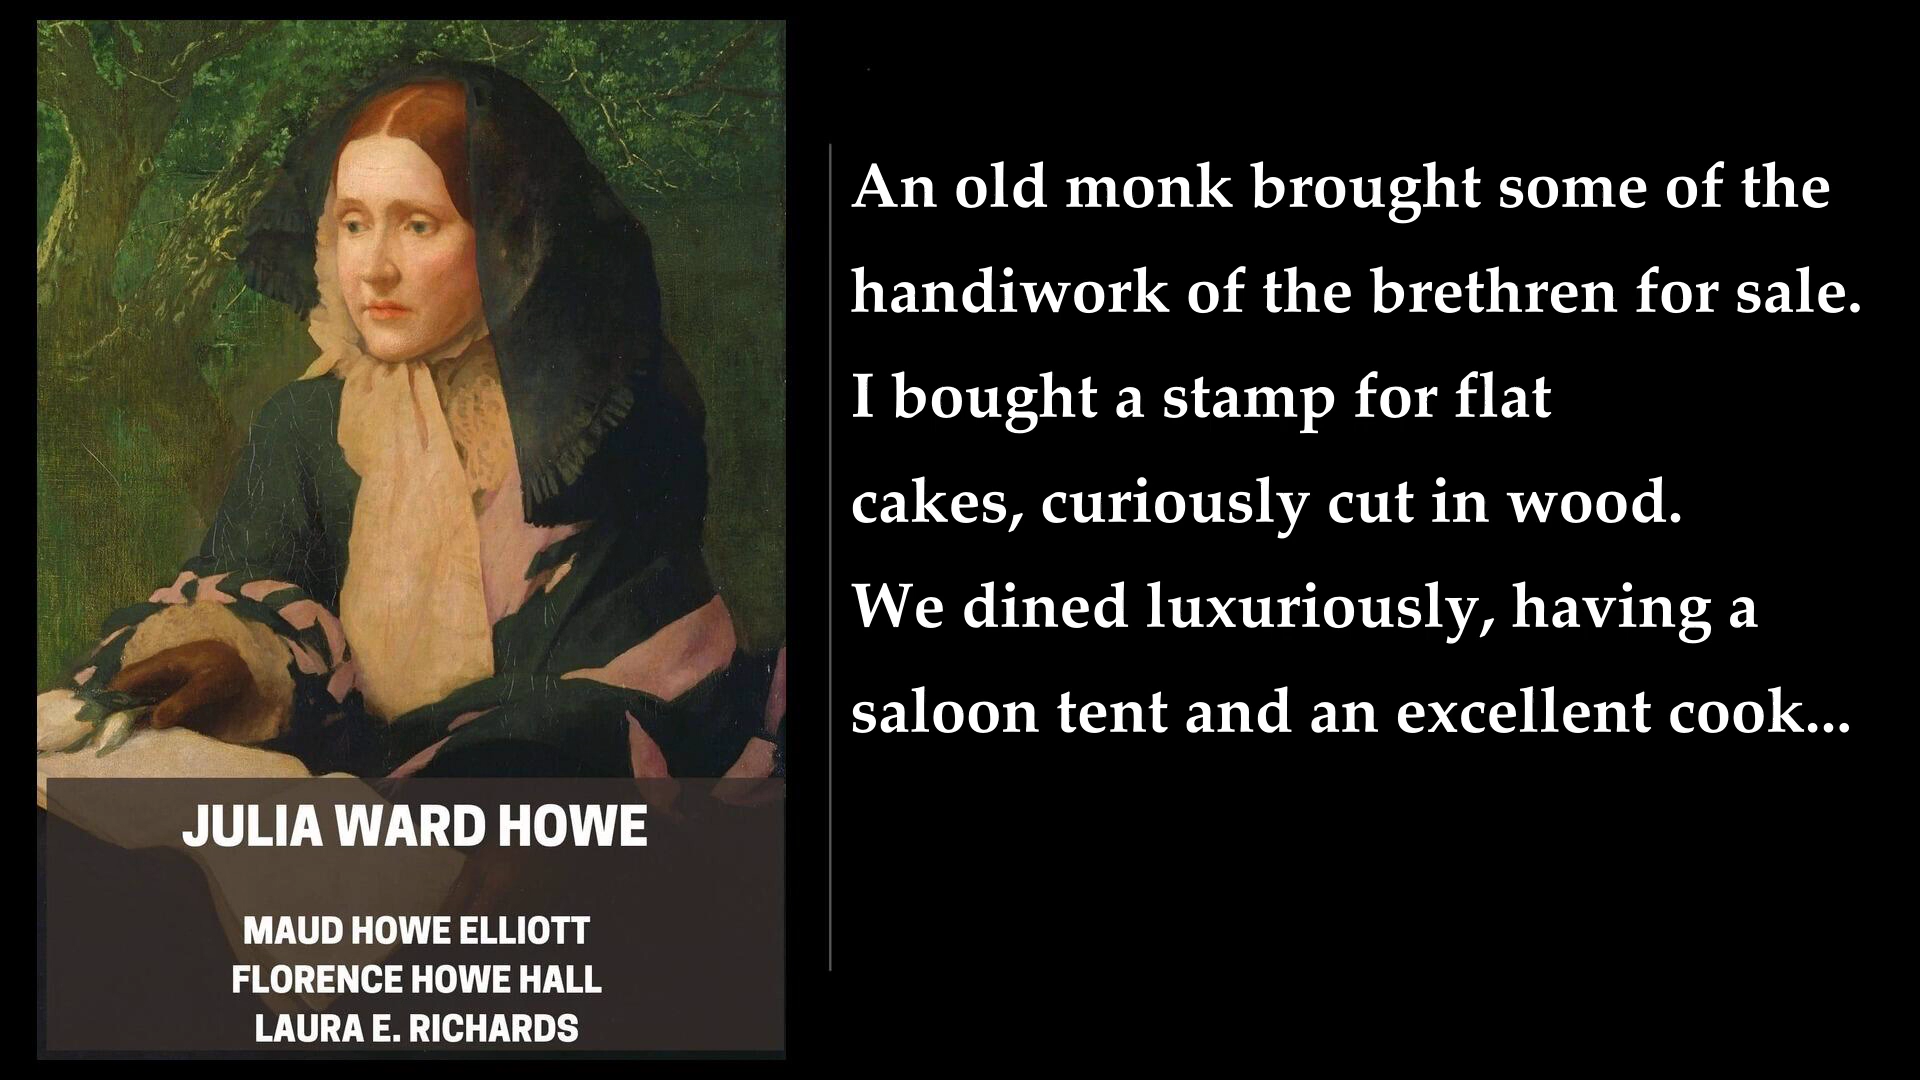 JULIA WARD HOWE
MAUD HOWE ELLIOTT
FLORENCE HOWE HALL
LAURA E. RICHARDS
An old monk brought some of the
handiwork of the brethren for sale.
I bought a stamp for flat
cakes, curiously cut in wood.
We dined luxuriously, having a
saloon tent and an excellent cook...